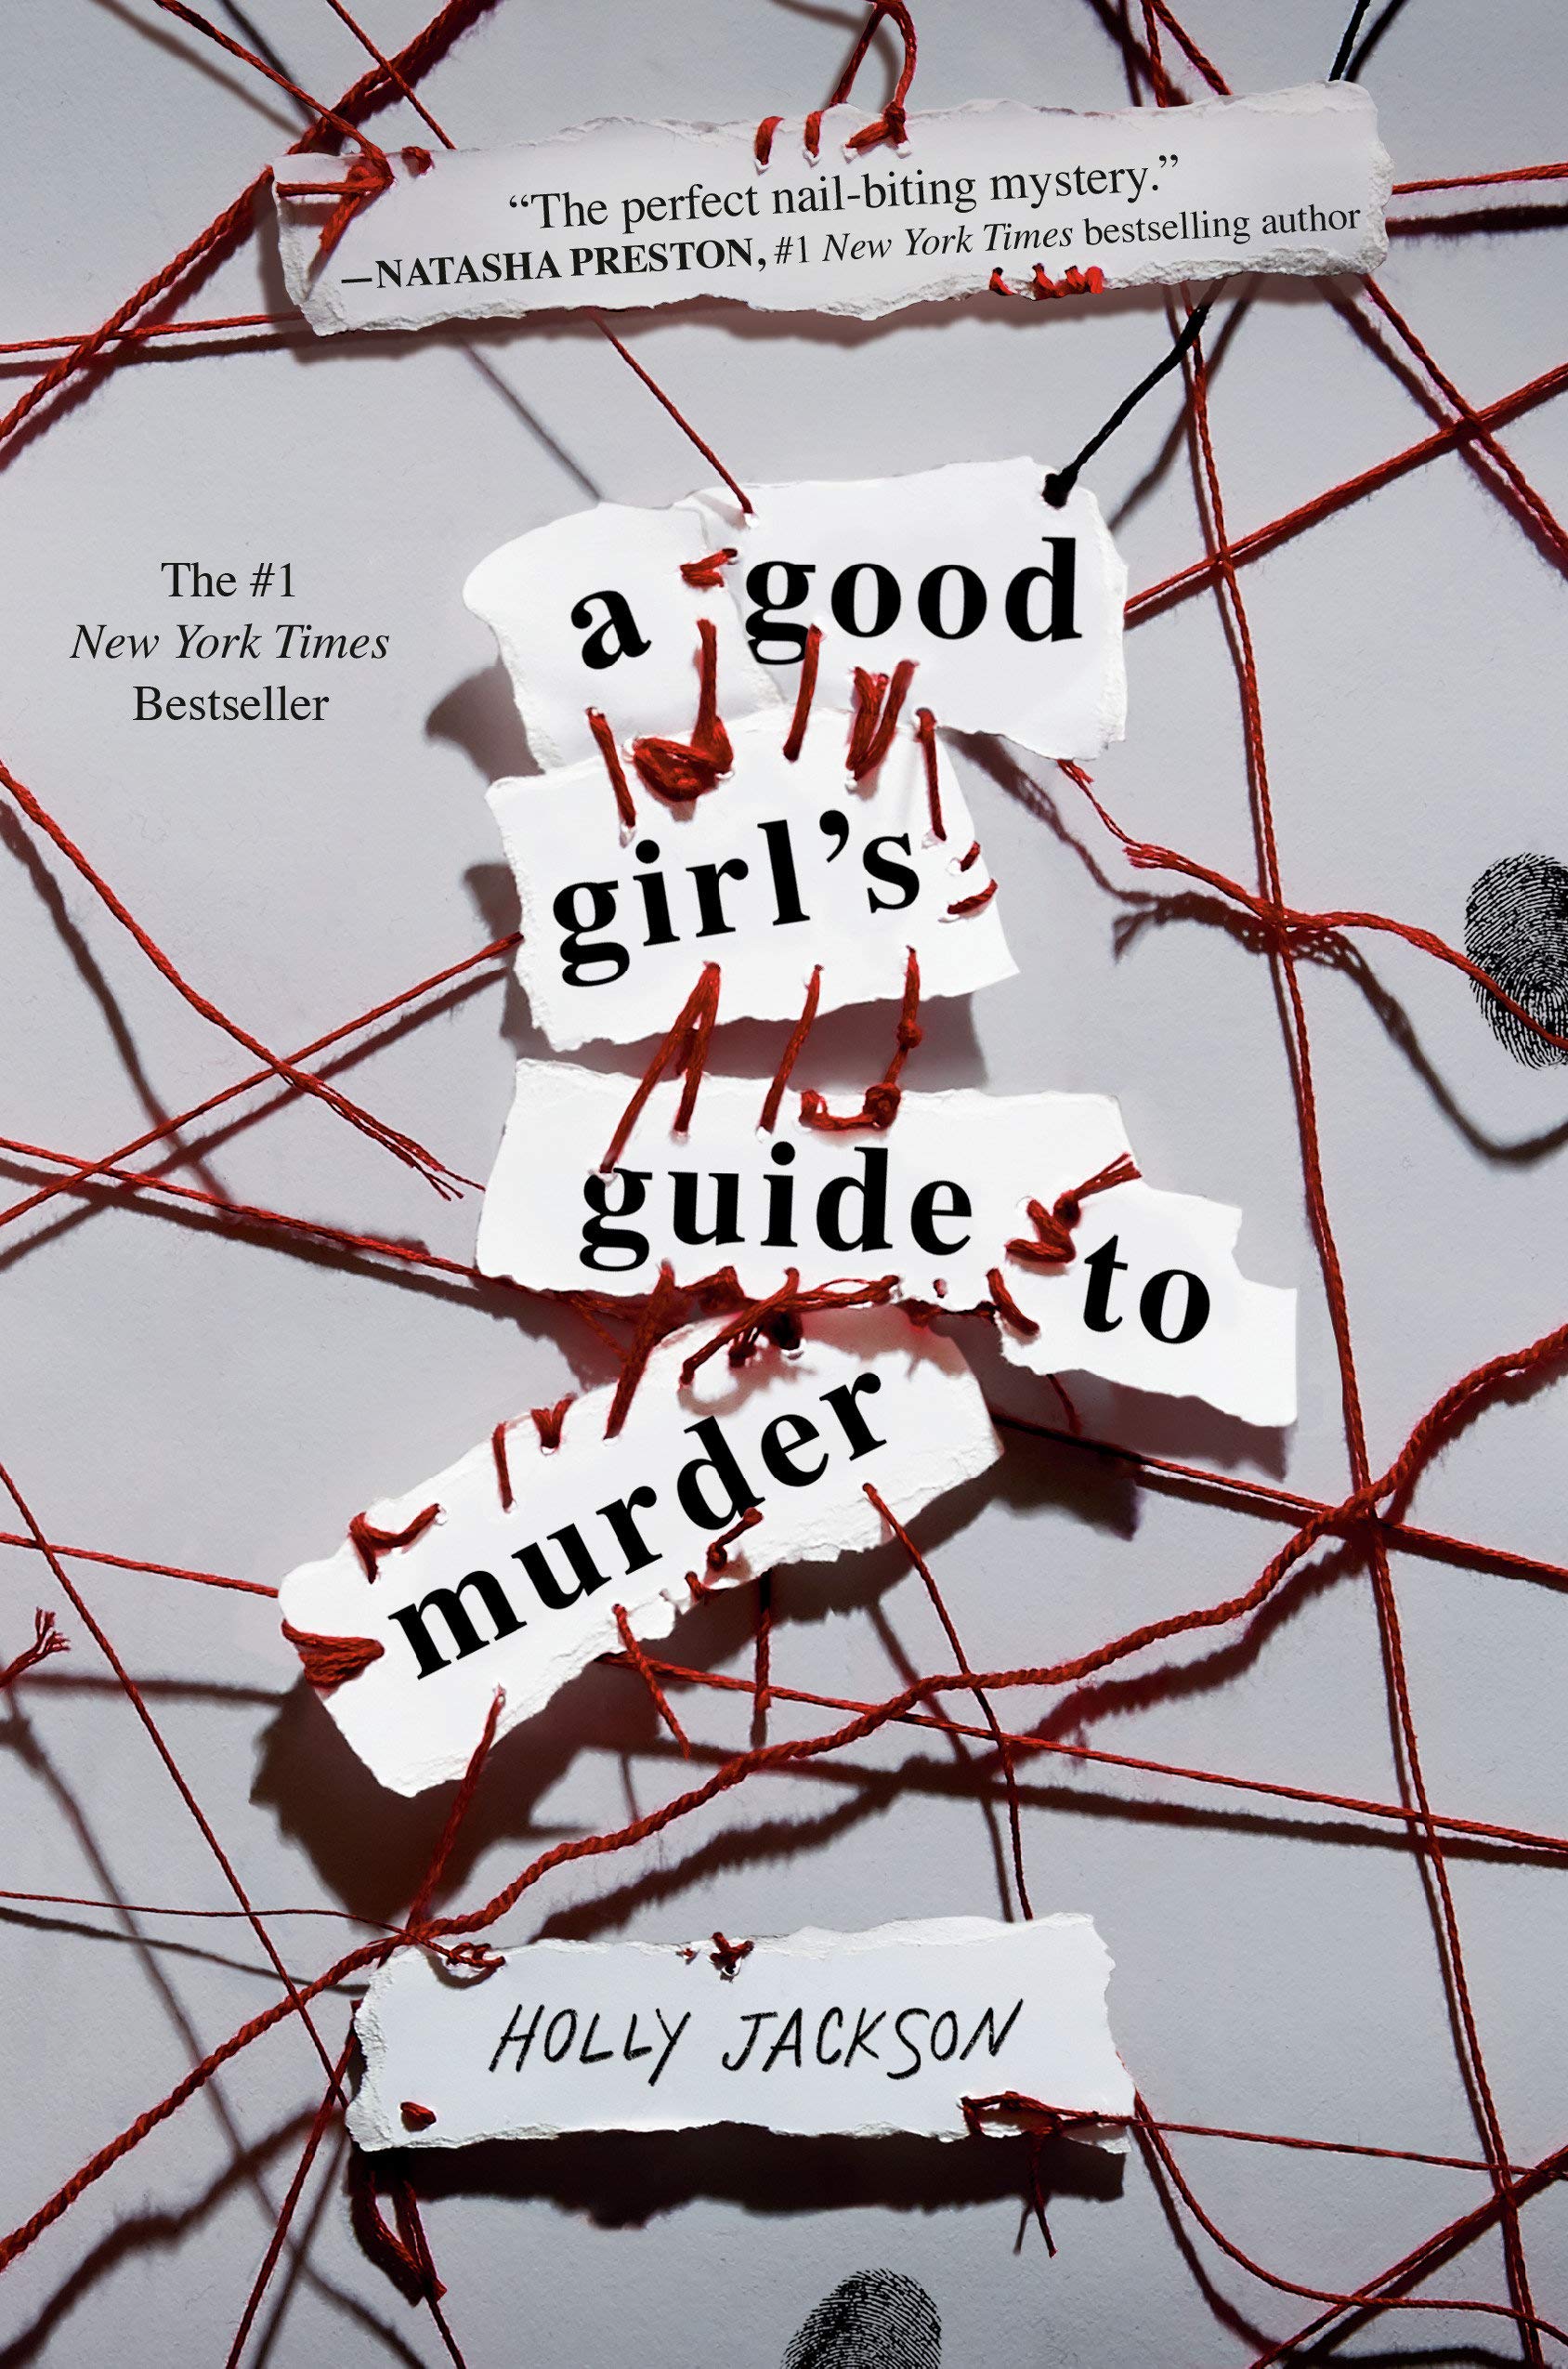 “The perfect nail-biting mystery.”
—NATASHA PRESTON, #1 New York Times bestselling author
The #1
New York Times
Bestseller
a good
girl’s
guide to
murder
HOLLY JACKSON